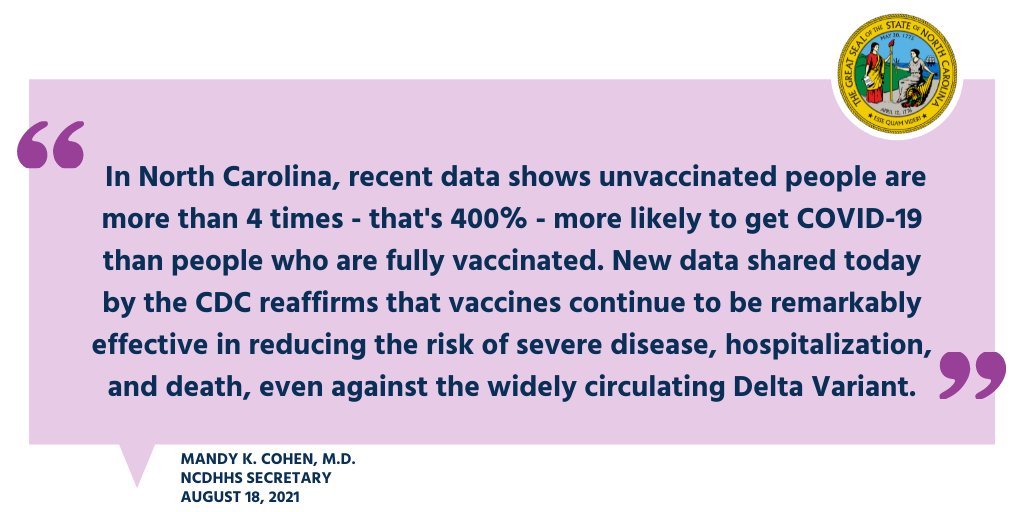 THE GREAT SEAL OF THE STATE OF NORTH CAROLINA
MAY 20, 1775
APRIL 12, 1776
ESSE QUAM VIDERI
“
In North Carolina, recent data shows unvaccinated people are
more than 4 times - that's 400% - more likely to get COVID-19
than people who are fully vaccinated. New data shared today
by the CDC reaffirms that vaccines continue to be remarkably
effective in reducing the risk of severe disease, hospitalization,
and death, even against the widely circulating Delta Variant.
”
MANDY K. COHEN, M.D.
NCDHHS SECRETARY
AUGUST 18, 2021